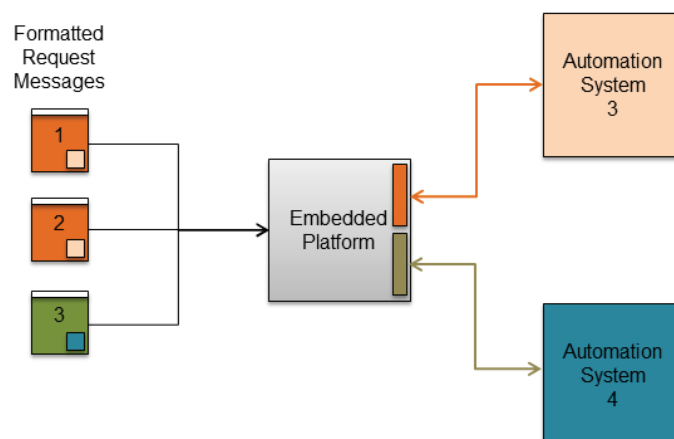 Formatted
Request
Messages
1
2
3
Embedded
Platform
Automation
System
3
Automation
System
4